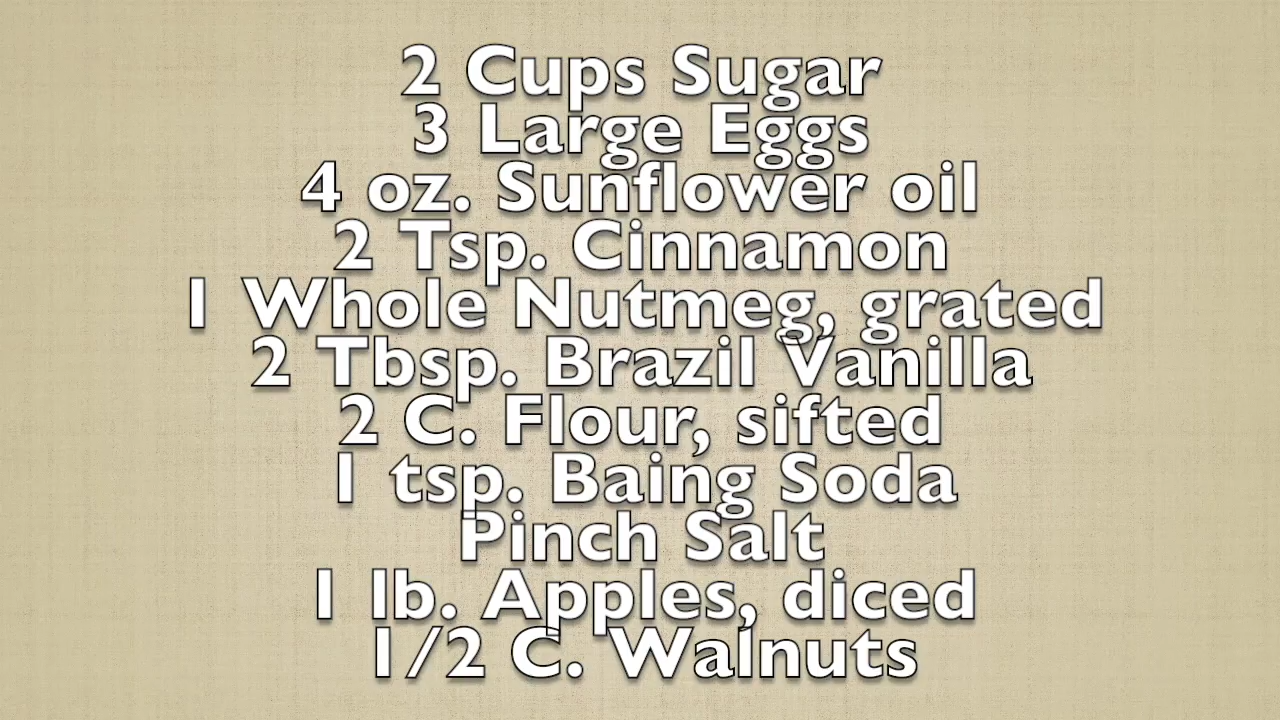 2 Cups Sugar
3 Large Eggs
4 oz. Sunflower oil
2 Tsp. Cinnamon
1 Whole Nutmeg, grated
2 Tbsp. Brazil Vanilla
2 C. Flour, sifted
1 tsp. Baing Soda
Pinch Salt
1 lb. Apples, diced
1/2 C. Walnuts